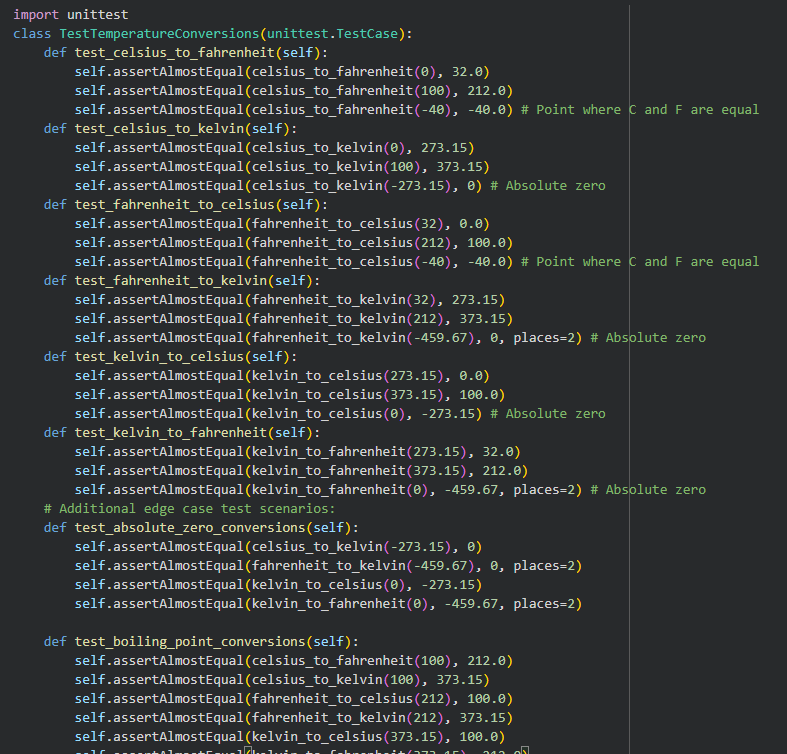 import unittest
class TestTemperatureConversions(unittest.TestCase):
    def test_celsius_to_fahrenheit(self):
        self.assertAlmostEqual(celsius_to_fahrenheit(0), 32.0)
        self.assertAlmostEqual(celsius_to_fahrenheit(100), 212.0)
        self.assertAlmostEqual(celsius_to_fahrenheit(-40), -40.0) # Point where C and F are equal
    def test_celsius_to_kelvin(self):
        self.assertAlmostEqual(celsius_to_kelvin(0), 273.15)
        self.assertAlmostEqual(celsius_to_kelvin(100), 373.15)
        self.assertAlmostEqual(celsius_to_kelvin(-273.15), 0) # Absolute zero
    def test_fahrenheit_to_celsius(self):
        self.assertAlmostEqual(fahrenheit_to_celsius(32), 0.0)
        self.assertAlmostEqual(fahrenheit_to_celsius(212), 100.0)
        self.assertAlmostEqual(fahrenheit_to_celsius(-40), -40.0) # Point where C and F are equal
    def test_fahrenheit_to_kelvin(self):
        self.assertAlmostEqual(fahrenheit_to_kelvin(32), 273.15)
        self.assertAlmostEqual(fahrenheit_to_kelvin(212), 373.15)
        self.assertAlmostEqual(fahrenheit_to_kelvin(-459.67), 0, places=2) # Absolute zero
    def test_kelvin_to_celsius(self):
        self.assertAlmostEqual(kelvin_to_celsius(273.15), 0.0)
        self.assertAlmostEqual(kelvin_to_celsius(373.15), 100.0)
        self.assertAlmostEqual(kelvin_to_celsius(0), -273.15) # Absolute zero
    def test_kelvin_to_fahrenheit(self):
        self.assertAlmostEqual(kelvin_to_fahrenheit(273.15), 32.0)
        self.assertAlmostEqual(kelvin_to_fahrenheit(373.15), 212.0)
        self.assertAlmostEqual(kelvin_to_fahrenheit(0), -459.67, places=2) # Absolute zero
    # Additional edge case test scenarios:
    def test_absolute_zero_conversions(self):
        self.assertAlmostEqual(celsius_to_kelvin(-273.15), 0)
        self.assertAlmostEqual(fahrenheit_to_kelvin(-459.67), 0, places=2)
        self.assertAlmostEqual(kelvin_to_celsius(0), -273.15)
        self.assertAlmostEqual(kelvin_to_fahrenheit(0), -459.67, places=2)
    def test_boiling_point_conversions(self):
        self.assertAlmostEqual(celsius_to_fahrenheit(100), 212.0)
        self.assertAlmostEqual(celsius_to_kelvin(100), 373.15)
        self.assertAlmostEqual(fahrenheit_to_celsius(212), 100.0)
        self.assertAlmostEqual(fahrenheit_to_kelvin(212), 373.15)
        self.assertAlmostEqual(kelvin_to_celsius(373.15), 100.0)
        self.assertAlmostEqual(kelvin_to_fahrenheit(373.15), 212.0)